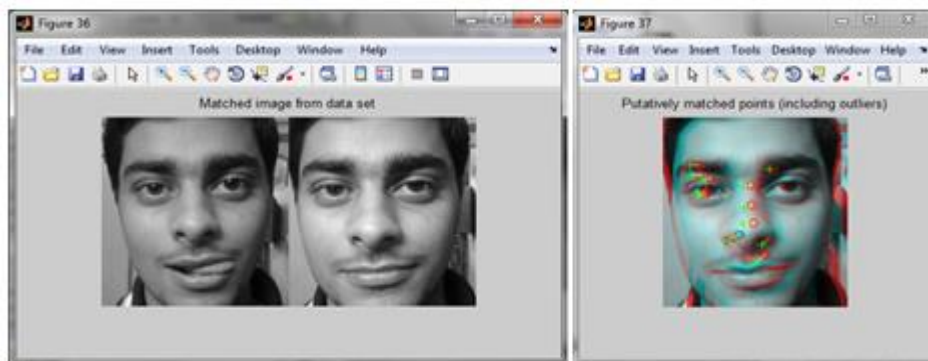 Figure 36
File Edit View Insert Tools Desktop Window Help
Matched image from data set
Figure 37
File Edit View Insert Tools Desktop Window Help
Putatively matched points (including outliers)